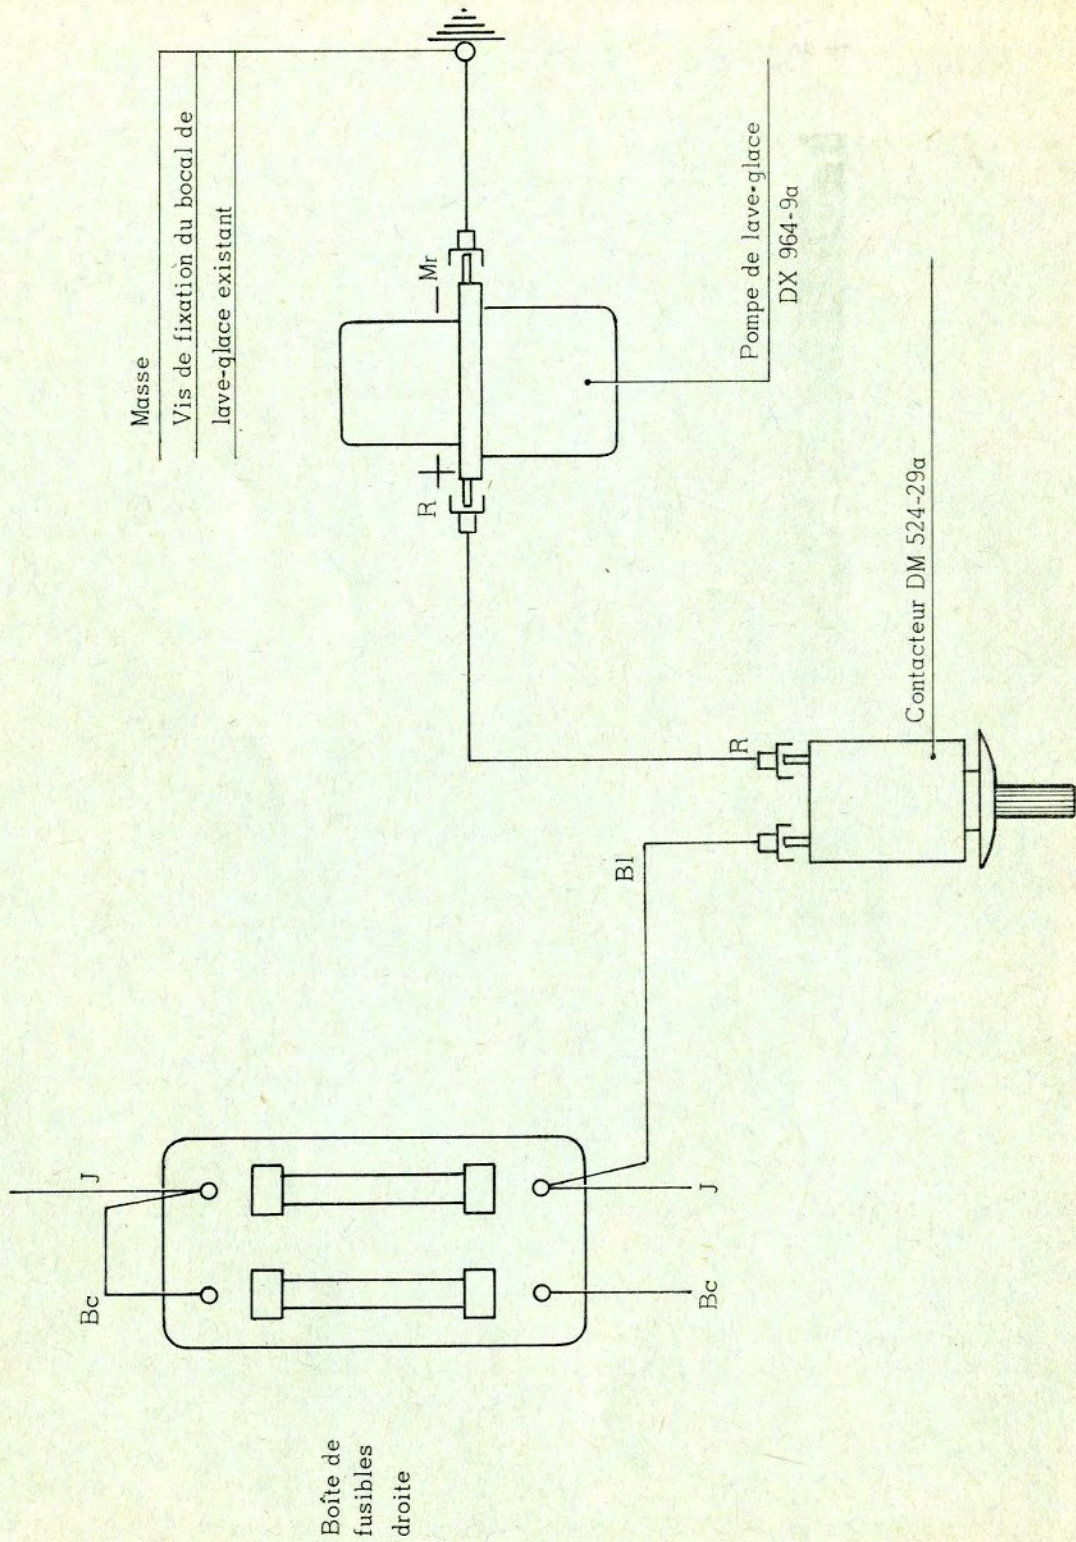 Masse
Vis de fixation du bocal de
lave-glace existant
R
+
− Mr
Pompe de lave-glace
DX 964-9a
Contacteur DM 524-29a
R
Bl
J
Bc
J
Bc
Boîte de
fusibles
droite